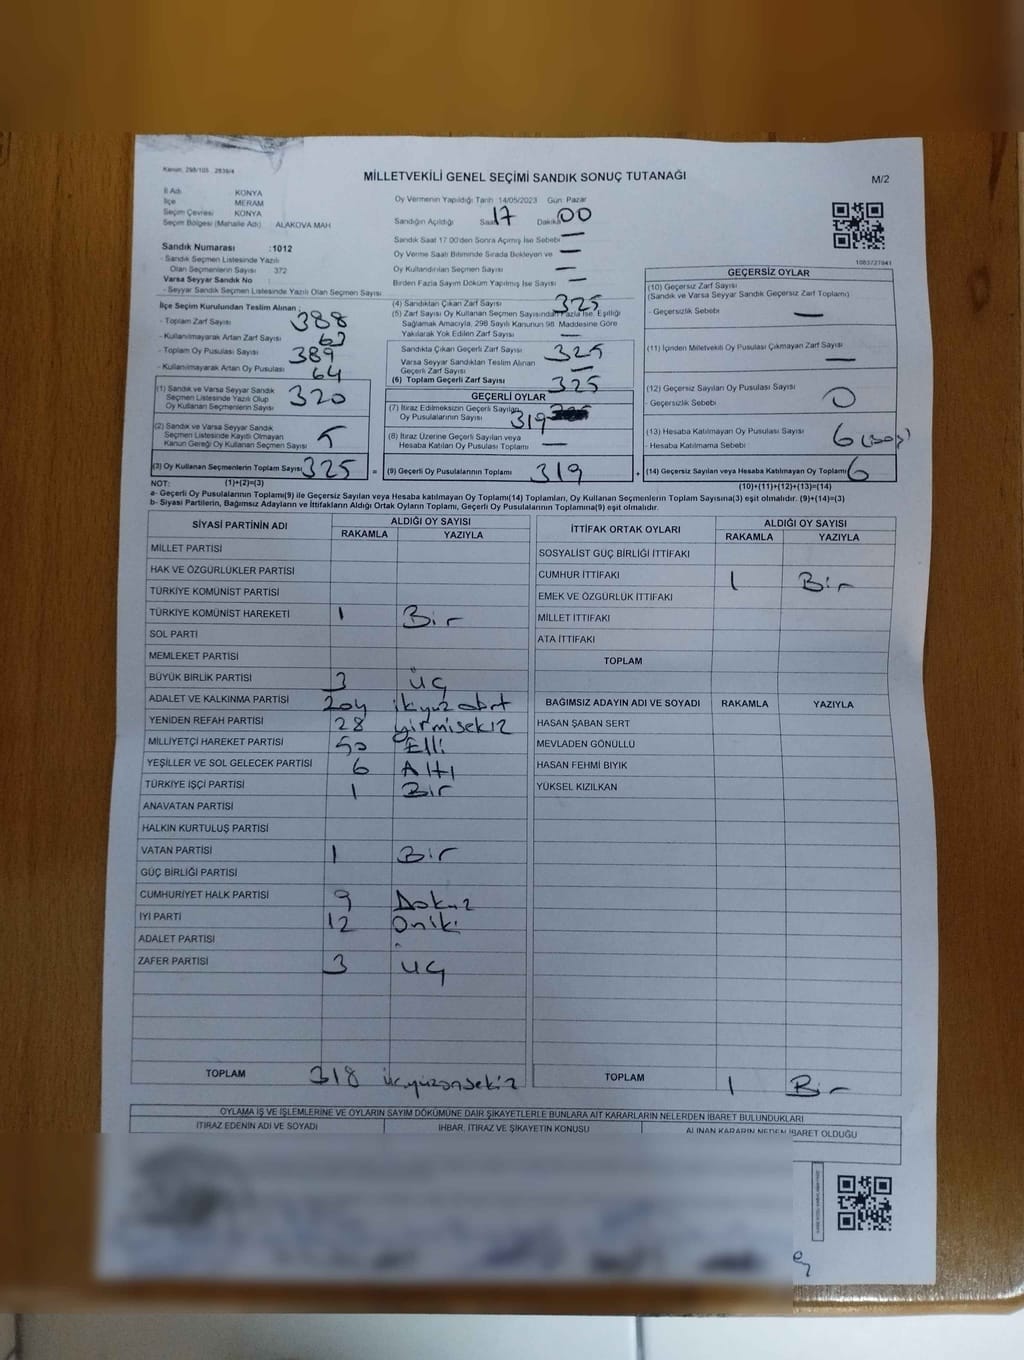 Kanun: 298/105 2839/4
MİLLETVEKİLİ GENEL SEÇİMİ SANDIK SONUÇ TUTANAĞI
M/2
İl Adı KONYA
İlçe MERAM
Seçim Çevresi KONYA
Seçim Bölgesi (Mahalle Adı) ALAKOVA MAH
Sandık Numarası :1012
- Sandık Seçmen Listesinde Yazılı
Olan Seçmenlerin Sayısı 372
Varsa Seyyar Sandık No
- Seyyar Sandık Seçmen Listesinde Yazılı Olan Seçmen Sayısı
Oy Vermenin Yapıldığı Tarih 14/05/2023 Gün Pazar
Sandığın Açıldığı Saat 17 Dakika 00
Sandık Saat 17.00'den Sonra Açılmış İse Sebebi —
Oy Verme Saati Bitiminde Sırada Bekleyen ve —
Oy Kullandırılan Seçmen Sayısı —
Birden Fazla Sayım Döküm Yapılmış İse Sayısı —
1083727841
İlçe Seçim Kurulundan Teslim Alınan :
- Toplam Zarf Sayısı 388
- Kullanılmayarak Artan Zarf Sayısı 63
- Toplam Oy Pusulası Sayısı 389
- Kullanılmayarak Artan Oy Pusulası 64
(1) Sandık ve Varsa Seyyar Sandık
Seçmen Listesinde Yazılı Olup
Oy Kullanan Seçmenlerin Sayısı 320
(2) Sandık ve Varsa Seyyar Sandık
Seçmen Listesinde Kayıtlı Olmayan
Kanun Gereği Oy Kullanan Seçmen Sayısı 5
(3) Oy Kullanan Seçmenlerin Toplam Sayısı 325
(4) Sandıktan Çıkan Zarf Sayısı 325
(5) Zarf Sayısı Oy Kullanan Seçmen Sayısından Fazla İse, Eşitliği
Sağlamak Amacıyla, 298 Sayılı Kanunun 98. Maddesine Göre
Yakılarak Yok Edilen Zarf Sayısı —
Sandıkta Çıkan Geçerli Zarf Sayısı 325
Varsa Seyyar Sandıktan Teslim Alınan
Geçerli Zarf Sayısı —
(6) Toplam Geçerli Zarf Sayısı 325
GEÇERLİ OYLAR
(7) İtiraz Edilmeksizin Geçerli Sayılan
Oy Pusulalarının Sayısı 319
(8) İtiraz Üzerine Geçerli Sayılan veya
Hesaba Katılan Oy Pusulalarının Sayısı —
= (9) Geçerli Oy Pusulalarının Toplamı 319
GEÇERSİZ OYLAR
(10) Geçersiz Zarf Sayısı
(Sandık ve Varsa Seyyar Sandık Geçersiz Zarf Toplamı)
- Geçersizlik Sebebi —
(11) İçinden Milletvekili Oy Pusulası Çıkmayan Zarf Sayısı —
(12) Geçersiz Sayılan Oy Pusulası Sayısı 0
- Geçersizlik Sebebi
(13) Hesaba Katılmayan Oy Pusulası Sayısı 6
- Hesaba Katılmama Sebebi
+ (14) Geçersiz Sayılan veya Hesaba Katılmayan Oy Toplamı 6
NOT: (1)+(2)=(3) (10)+(11)+(12)+(13)=(14)
a- Geçerli Oy Pusulalarının Toplamı(9) ile Geçersiz Sayılan veya Hesaba katılmayan Oy Toplamı(14) Toplamları, Oy Kullanan Seçmenlerin Toplam Sayısına(3) eşit olmalıdır. (9)+(14)=(3)
b- Siyasi Partilerin, Bağımsız Adayların ve İttifakların Aldığı Ortak Oyların Toplamı, Geçerli Oy Pusulalarının Toplamına(9) eşit olmalıdır.
SİYASİ PARTİNİN ADI ALDIĞI OY SAYISI
RAKAMLA YAZIYLA
MİLLET PARTİSİ
HAK VE ÖZGÜRLÜKLER PARTİSİ
TÜRKİYE KOMÜNİST PARTİSİ
TÜRKİYE KOMÜNİST HAREKETİ 1 Bir
SOL PARTİ
MEMLEKET PARTİSİ
BÜYÜK BİRLİK PARTİSİ 3 üç
ADALET VE KALKINMA PARTİSİ 204 ikiyüz dört
YENİDEN REFAH PARTİSİ 28 yirmisekiz
MİLLİYETÇİ HAREKET PARTİSİ 50 Elli
YEŞİLLER VE SOL GELECEK PARTİSİ 6 Altı
TÜRKİYE İŞÇİ PARTİSİ 1 Bir
ANAVATAN PARTİSİ
HALKIN KURTULUŞ PARTİSİ
VATAN PARTİSİ 1 Bir
GÜÇ BİRLİĞİ PARTİSİ
CUMHURİYET HALK PARTİSİ 9 Dokuz
İYİ PARTİ 12 Oniki
ADALET PARTİSİ
ZAFER PARTİSİ 3 üç
TOPLAM 318 üçyüzonsekiz
İTTİFAK ORTAK OYLARI ALDIĞI OY SAYISI
RAKAMLA YAZIYLA
SOSYALİST GÜÇ BİRLİĞİ İTTİFAKI
CUMHUR İTTİFAKI 1 Bir
EMEK VE ÖZGÜRLÜK İTTİFAKI
MİLLET İTTİFAKI
ATA İTTİFAKI
TOPLAM
BAĞIMSIZ ADAYIN ADI VE SOYADI RAKAMLA YAZIYLA
HASAN ŞABAN SERT
MEVLADEN GÖNÜLLÜ
HASAN FEHMİ BIYIK
YÜKSEL KIZILKAN
TOPLAM 1 Bir
OYLAMA İŞ VE İŞLEMLERİNE VE OYLARIN SAYIM DÖKÜMÜNE DAİR ŞİKAYETLERLE BUNLARA AİT KARARLARIN NELERDEN İBARET BULUNDUKLARI
İTİRAZ EDENİN ADI VE SOYADI İHBAR, İTİRAZ VE ŞİKAYETİN KONUSU ALINAN KARARIN NEDEN İBARET OLDUĞU